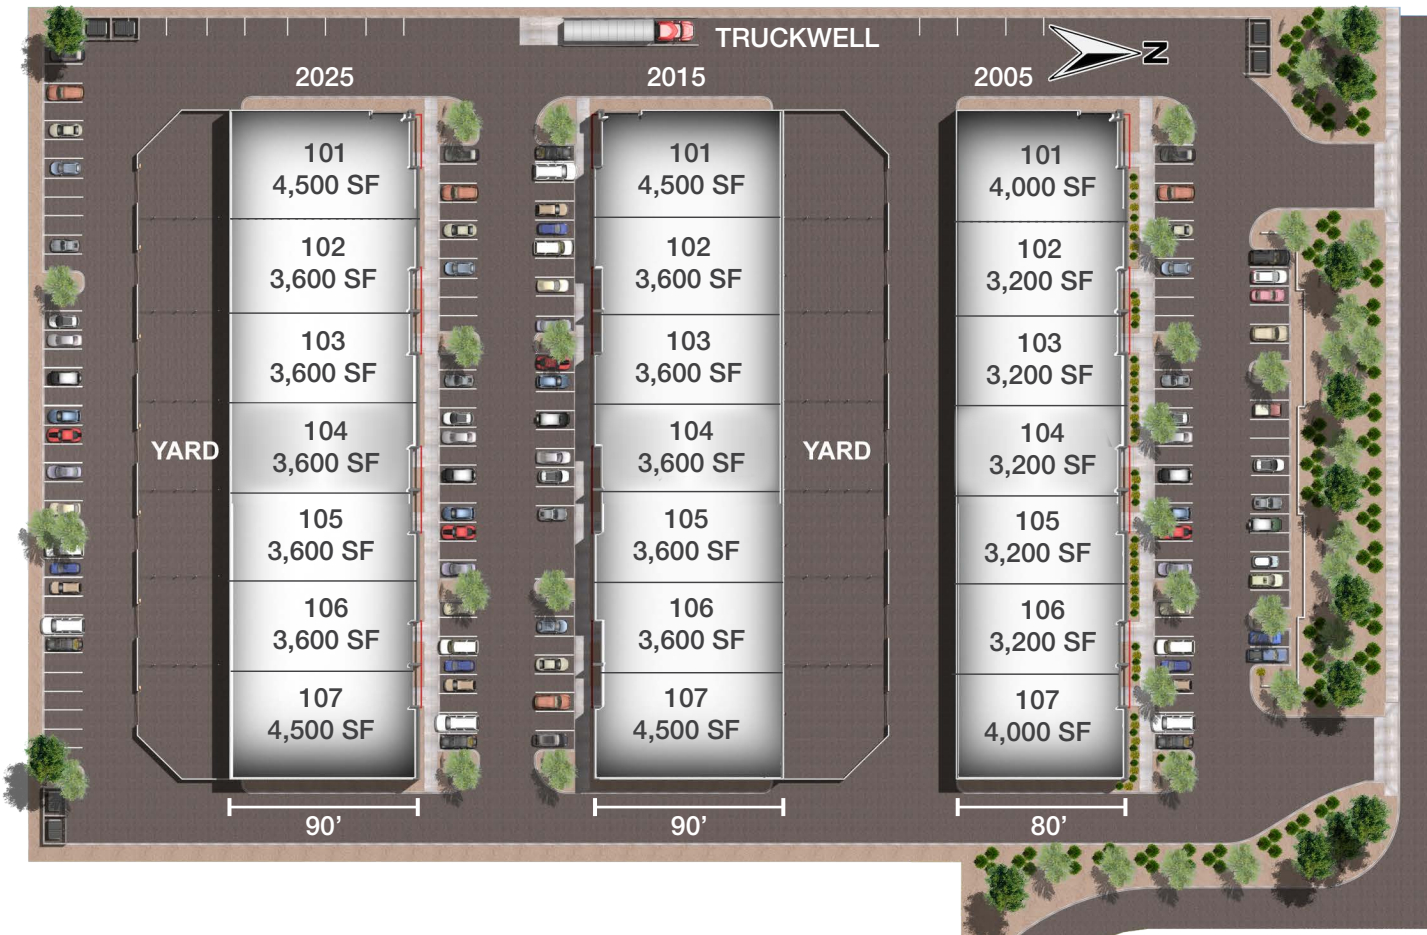 TRUCKWELL
N
2025
2015
2005
101
4,500 SF
102
3,600 SF
103
3,600 SF
104
3,600 SF
105
3,600 SF
106
3,600 SF
107
4,500 SF
YARD
90’
101
4,500 SF
102
3,600 SF
103
3,600 SF
104
3,600 SF
105
3,600 SF
106
3,600 SF
107
4,500 SF
YARD
90’
101
4,000 SF
102
3,200 SF
103
3,200 SF
104
3,200 SF
105
3,200 SF
106
3,200 SF
107
4,000 SF
80’